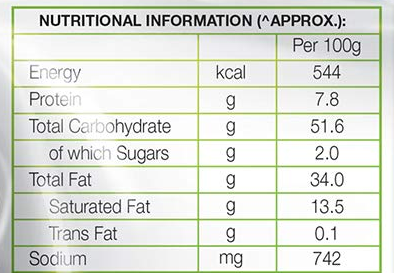 NUTRITIONAL INFORMATION (^APPROX.):
Per 100g
Energy kcal 544
Protein g 7.8
Total Carbohydrate g 51.6
of which Sugars g 2.0
Total Fat g 34.0
Saturated Fat g 13.5
Trans Fat g 0.1
Sodium mg 742